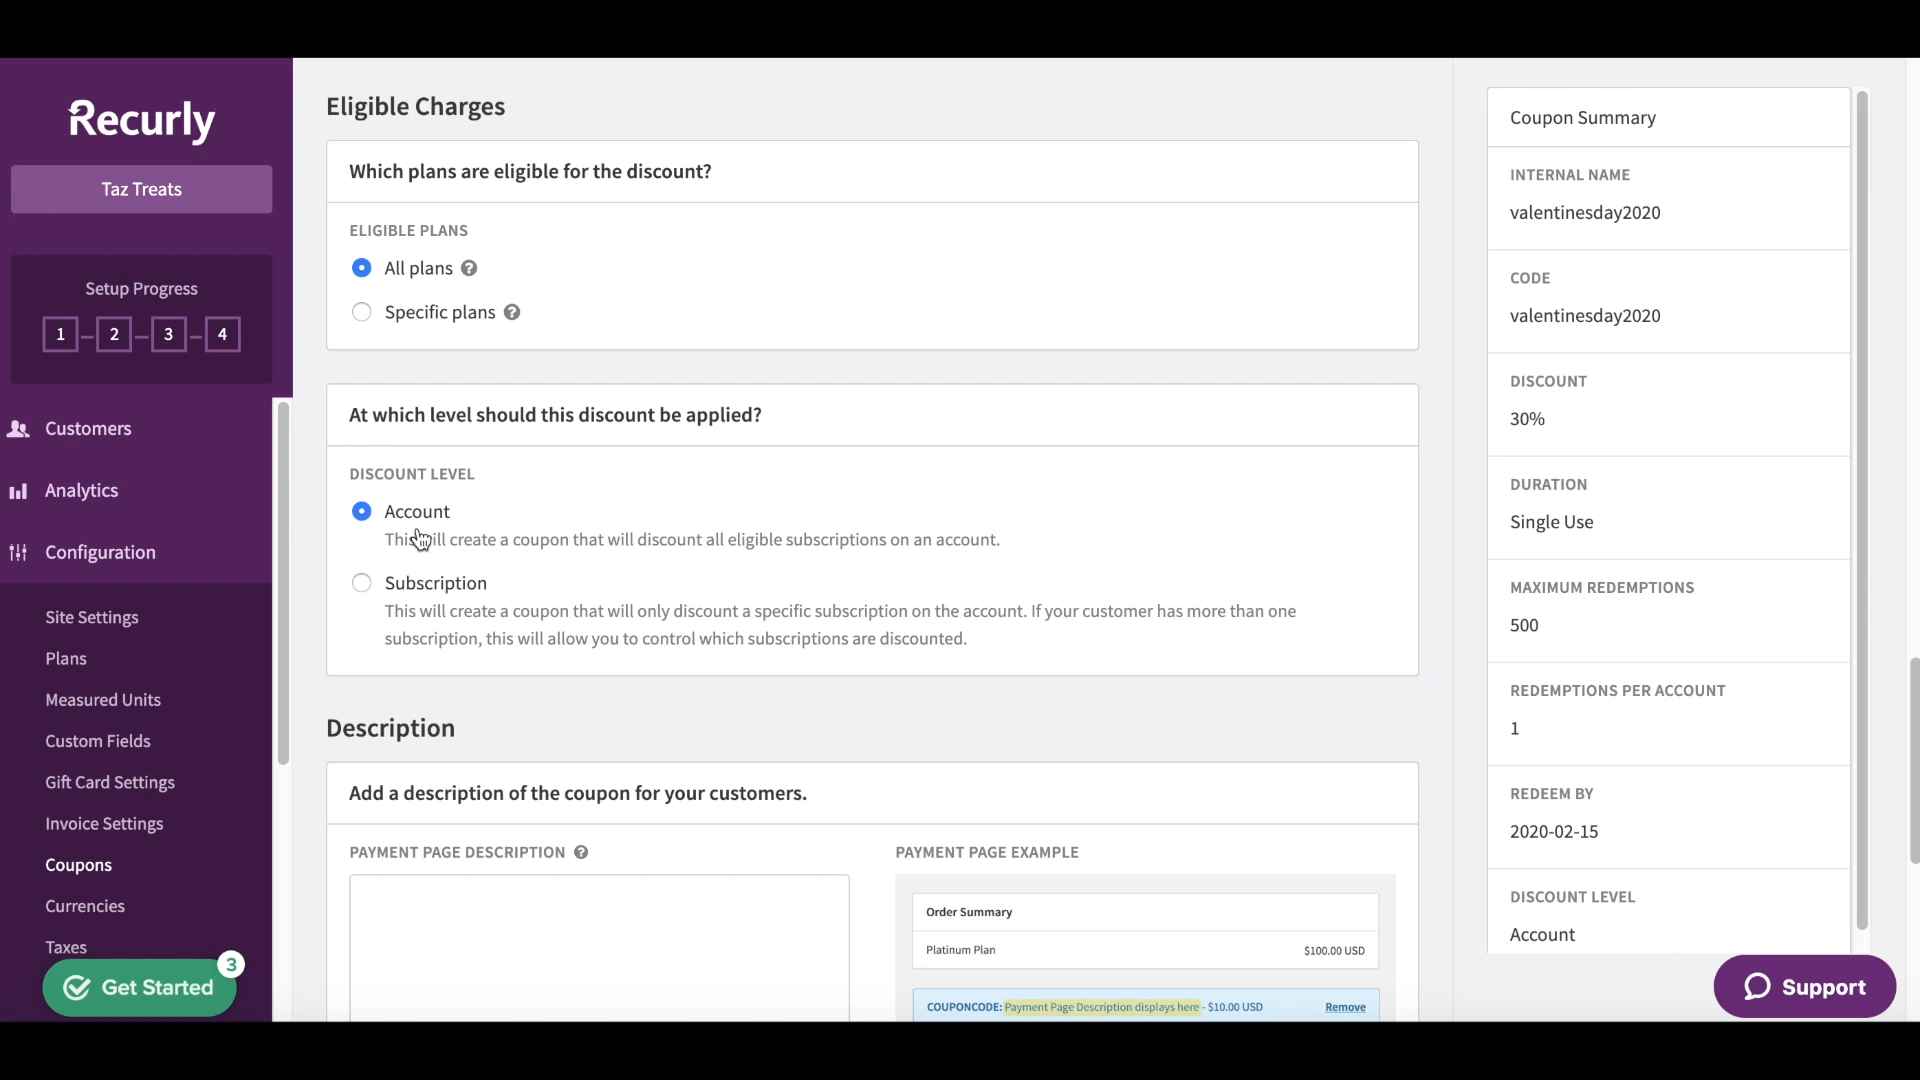 Recurly
Taz Treats
Setup Progress
1
2
3
4
Customers
Analytics
Configuration
Site Settings
Plans
Measured Units
Custom Fields
Gift Card Settings
Invoice Settings
Coupons
Currencies
Taxes
Get Started
3
Eligible Charges
Which plans are eligible for the discount?
ELIGIBLE PLANS
All plans ?
Specific plans ?
At which level should this discount be applied?
DISCOUNT LEVEL
Account
This will create a coupon that will discount all eligible subscriptions on an account.
Subscription
This will create a coupon that will only discount a specific subscription on the account. If your customer has more than one
subscription, this will allow you to control which subscriptions are discounted.
Description
Add a description of the coupon for your customers.
PAYMENT PAGE DESCRIPTION ?
PAYMENT PAGE EXAMPLE
Order Summary
Platinum Plan $100.00 USD
COUPONCODE: Payment Page Description displays here - $10.00 USD Remove
Coupon Summary
INTERNAL NAME
valentinesday2020
CODE
valentinesday2020
DISCOUNT
30%
DURATION
Single Use
MAXIMUM REDEMPTIONS
500
REDEMPTIONS PER ACCOUNT
1
REDEEM BY
2020-02-15
DISCOUNT LEVEL
Account
Support